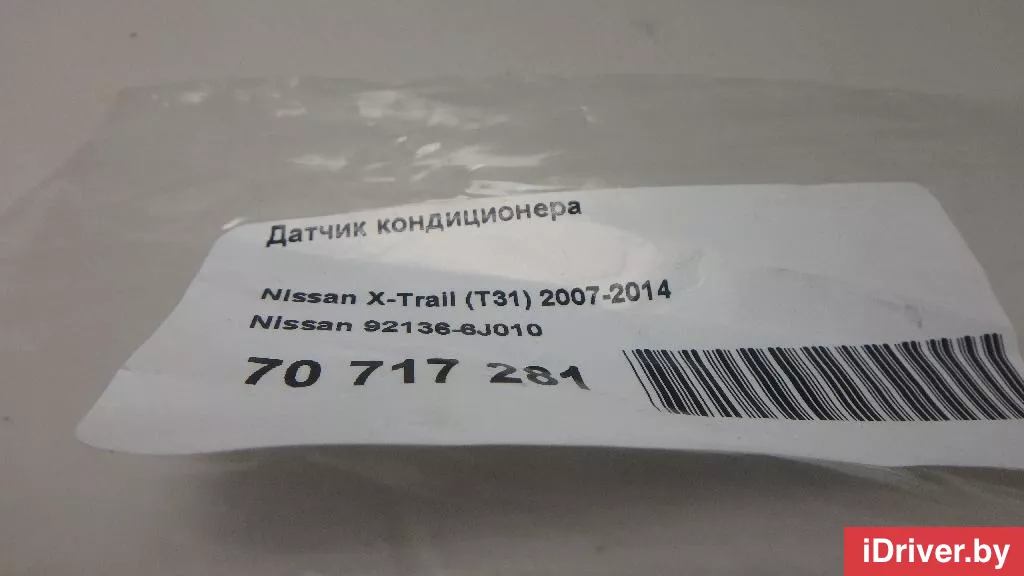 Датчик кондиционера
Nissan X-Trail (T31) 2007-2014
Nissan 92136-6J010
70 717 281
iDriver.by